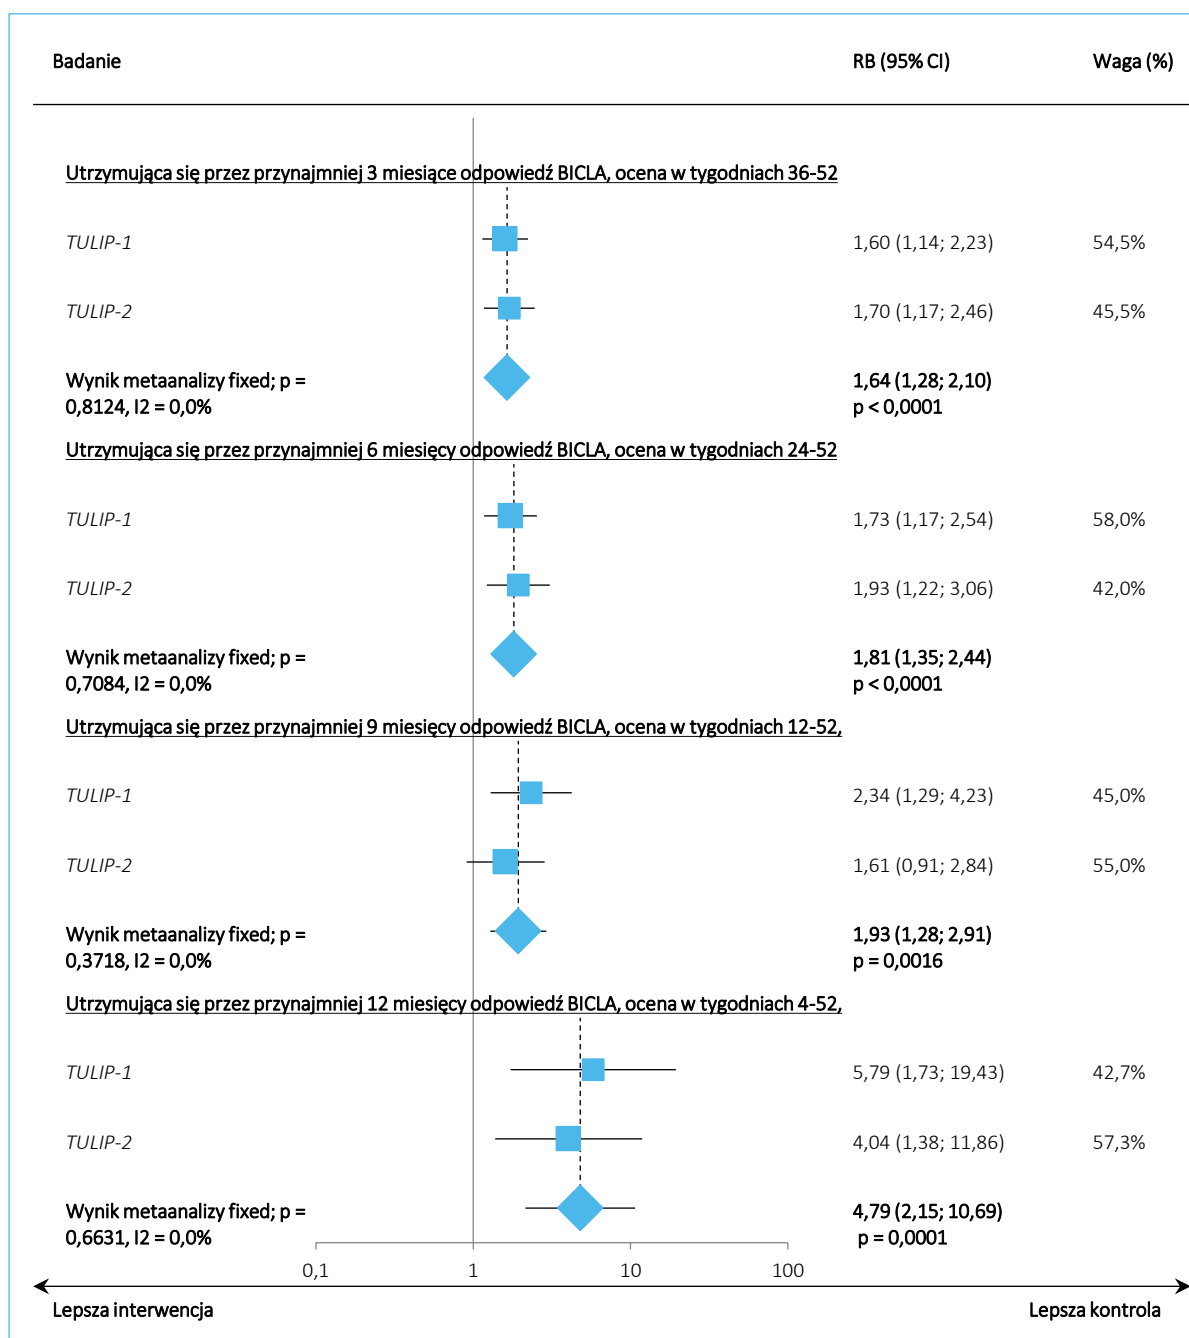 Badanie RB (95% CI) Waga (%)
Utrzymująca się przez przynajmniej 3 miesiące odpowiedź BICLA, ocena w tygodniach 36-52
TULIP-1 1,60 (1,14; 2,23) 54,5%
TULIP-2 1,70 (1,17; 2,46) 45,5%
Wynik metaanalizy fixed; p = 1,64 (1,28; 2,10)
0,8124, I2 = 0,0% p < 0,0001
Utrzymująca się przez przynajmniej 6 miesięcy odpowiedź BICLA, ocena w tygodniach 24-52
TULIP-1 1,73 (1,17; 2,54) 58,0%
TULIP-2 1,93 (1,22; 3,06) 42,0%
Wynik metaanalizy fixed; p = 1,81 (1,35; 2,44)
0,7084, I2 = 0,0% p < 0,0001
Utrzymująca się przez przynajmniej 9 miesięcy odpowiedź BICLA, ocena w tygodniach 12-52,
TULIP-1 2,34 (1,29; 4,23) 45,0%
TULIP-2 1,61 (0,91; 2,84) 55,0%
Wynik metaanalizy fixed; p = 1,93 (1,28; 2,91)
0,3718, I2 = 0,0% p = 0,0016
Utrzymująca się przez przynajmniej 12 miesięcy odpowiedź BICLA, ocena w tygodniach 4-52,
TULIP-1 5,79 (1,73; 19,43) 42,7%
TULIP-2 4,04 (1,38; 11,86) 57,3%
Wynik metaanalizy fixed; p = 4,79 (2,15; 10,69)
0,6631, I2 = 0,0% p = 0,0001
0,1 1 10 100
Lepsza interwencja Lepsza kontrola